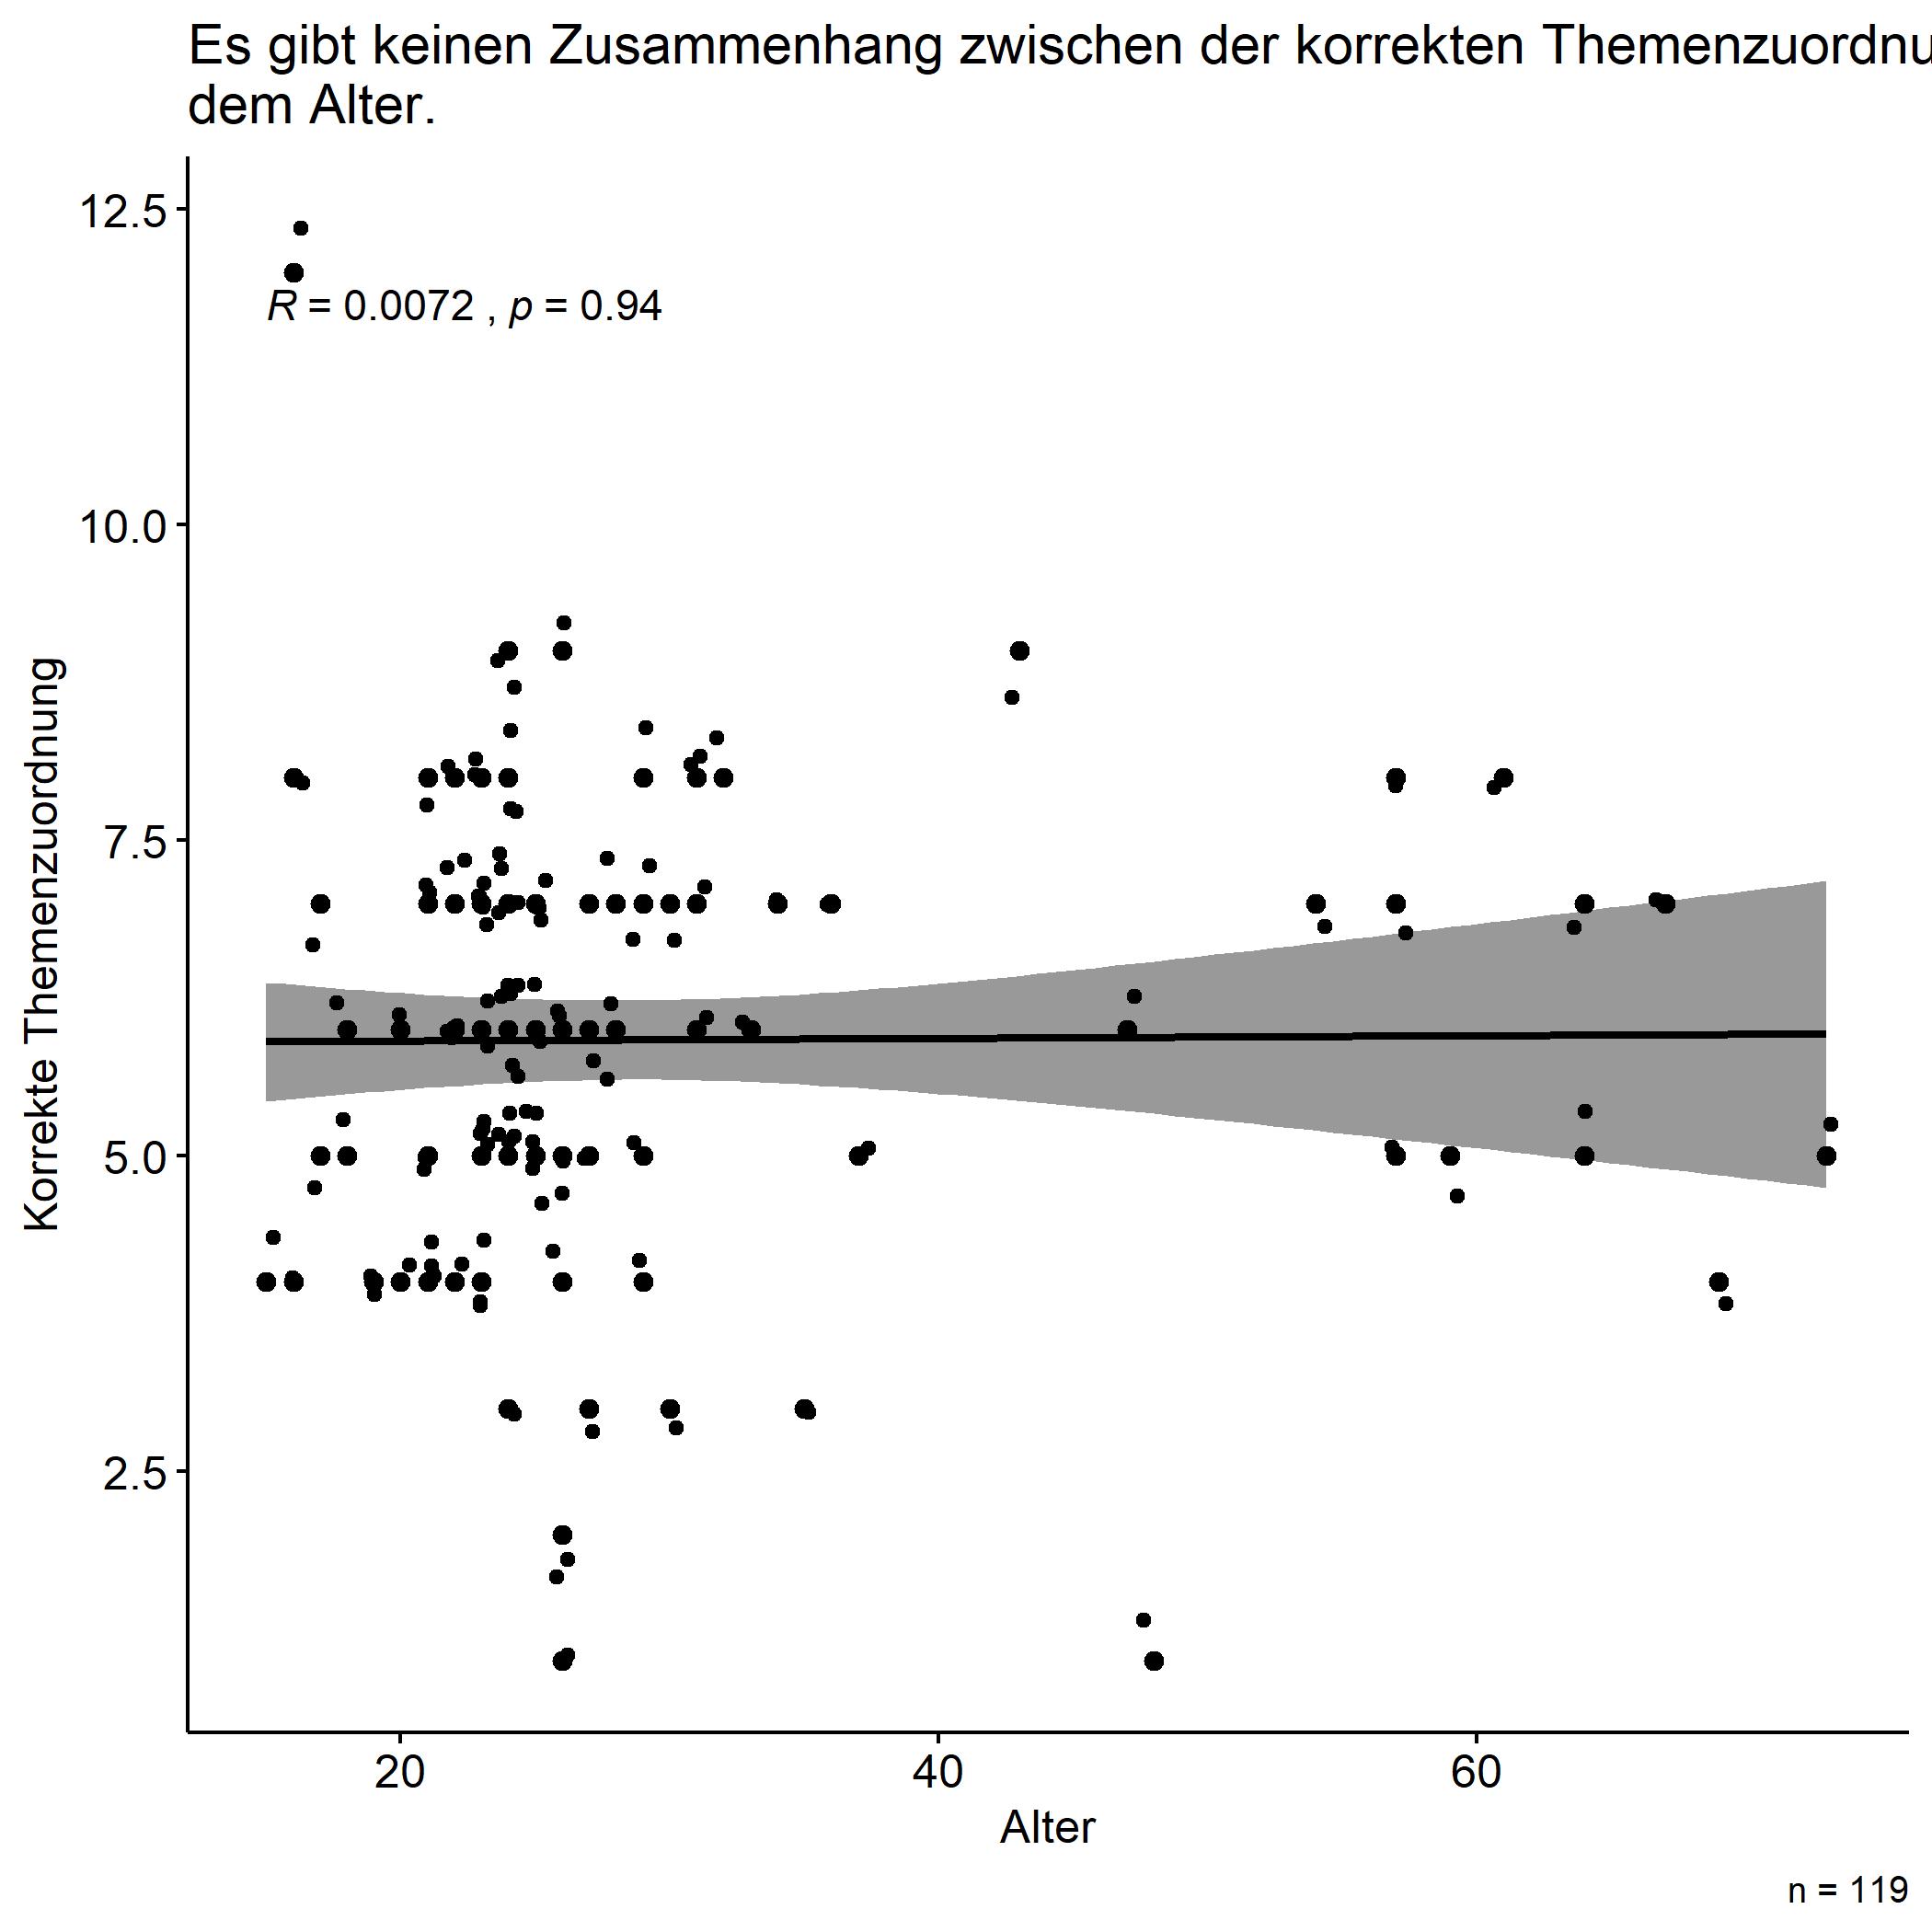 Es gibt keinen Zusammenhang zwischen der korrekten Themenzuordnu
dem Alter.
12.5
R = 0.0072 , p = 0.94
10.0
7.5
5.0
2.5
Korrekte Themenzuordnung
20 40 60
Alter
n = 119